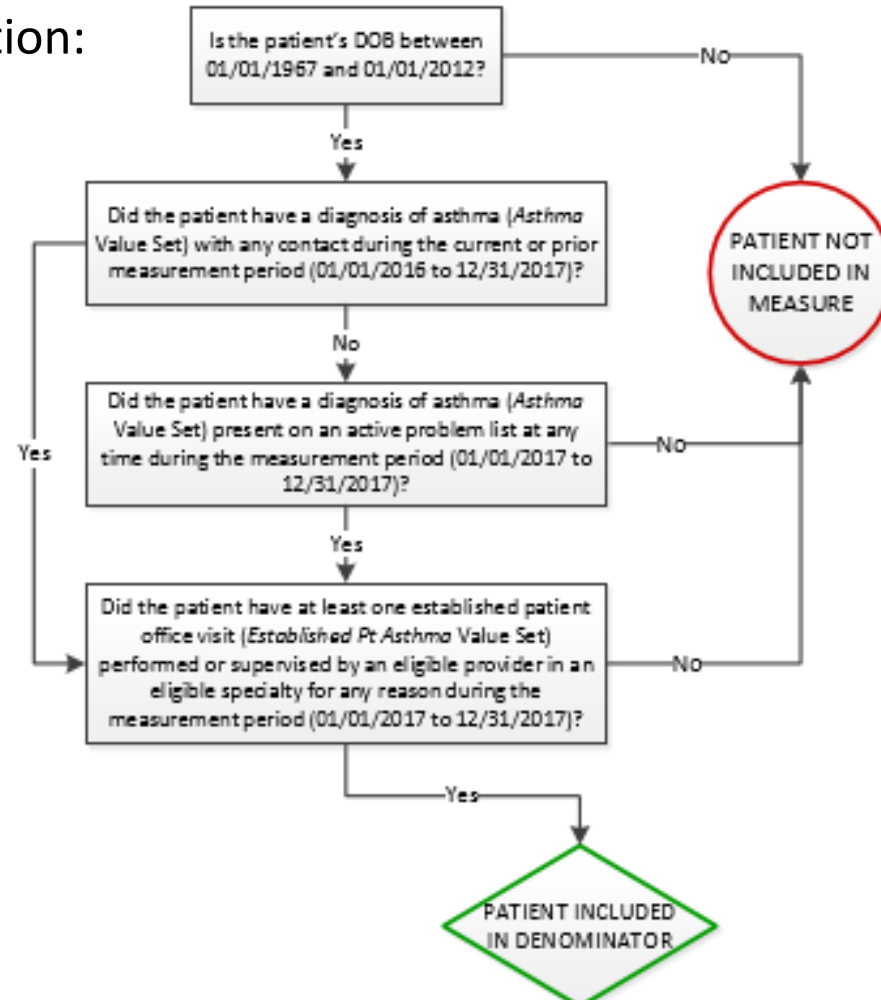 tion:
Is the patient's DOB between
01/01/1967 and 01/01/2012?
No
Yes
Did the patient have a diagnosis of asthma (Asthma
Value Set) with any contact during the current or prior
measurement period (01/01/2016 to 12/31/2017)?
PATIENT NOT
INCLUDED IN
MEASURE
No
Did the patient have a diagnosis of asthma (Asthma
Value Set) present on an active problem list at any
time during the measurement period (01/01/2017 to
12/31/2017)?
No
Yes
Yes
Did the patient have at least one established patient
office visit (Established Pt Asthma Value Set)
performed or supervised by an eligible provider in an
eligible specialty for any reason during the
measurement period (01/01/2017 to 12/31/2017)?
No
Yes
PATIENT INCLUDED
IN DENOMINATOR